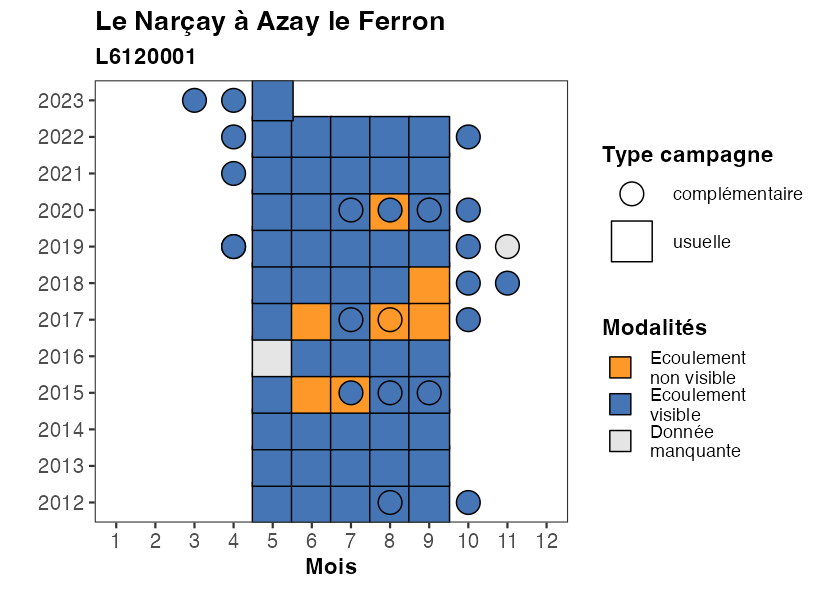 Le Narçay à Azay le Ferron
L6120001
2023
2022
2021
2020
2019
2018
2017
2016
2015
2014
2013
2012
1 2 3 4 5 6 7 8 9 10 11 12
Mois
Type campagne
complémentaire
usuelle
Modalités
Ecoulement
non visible
Ecoulement
visible
Donnée
manquante